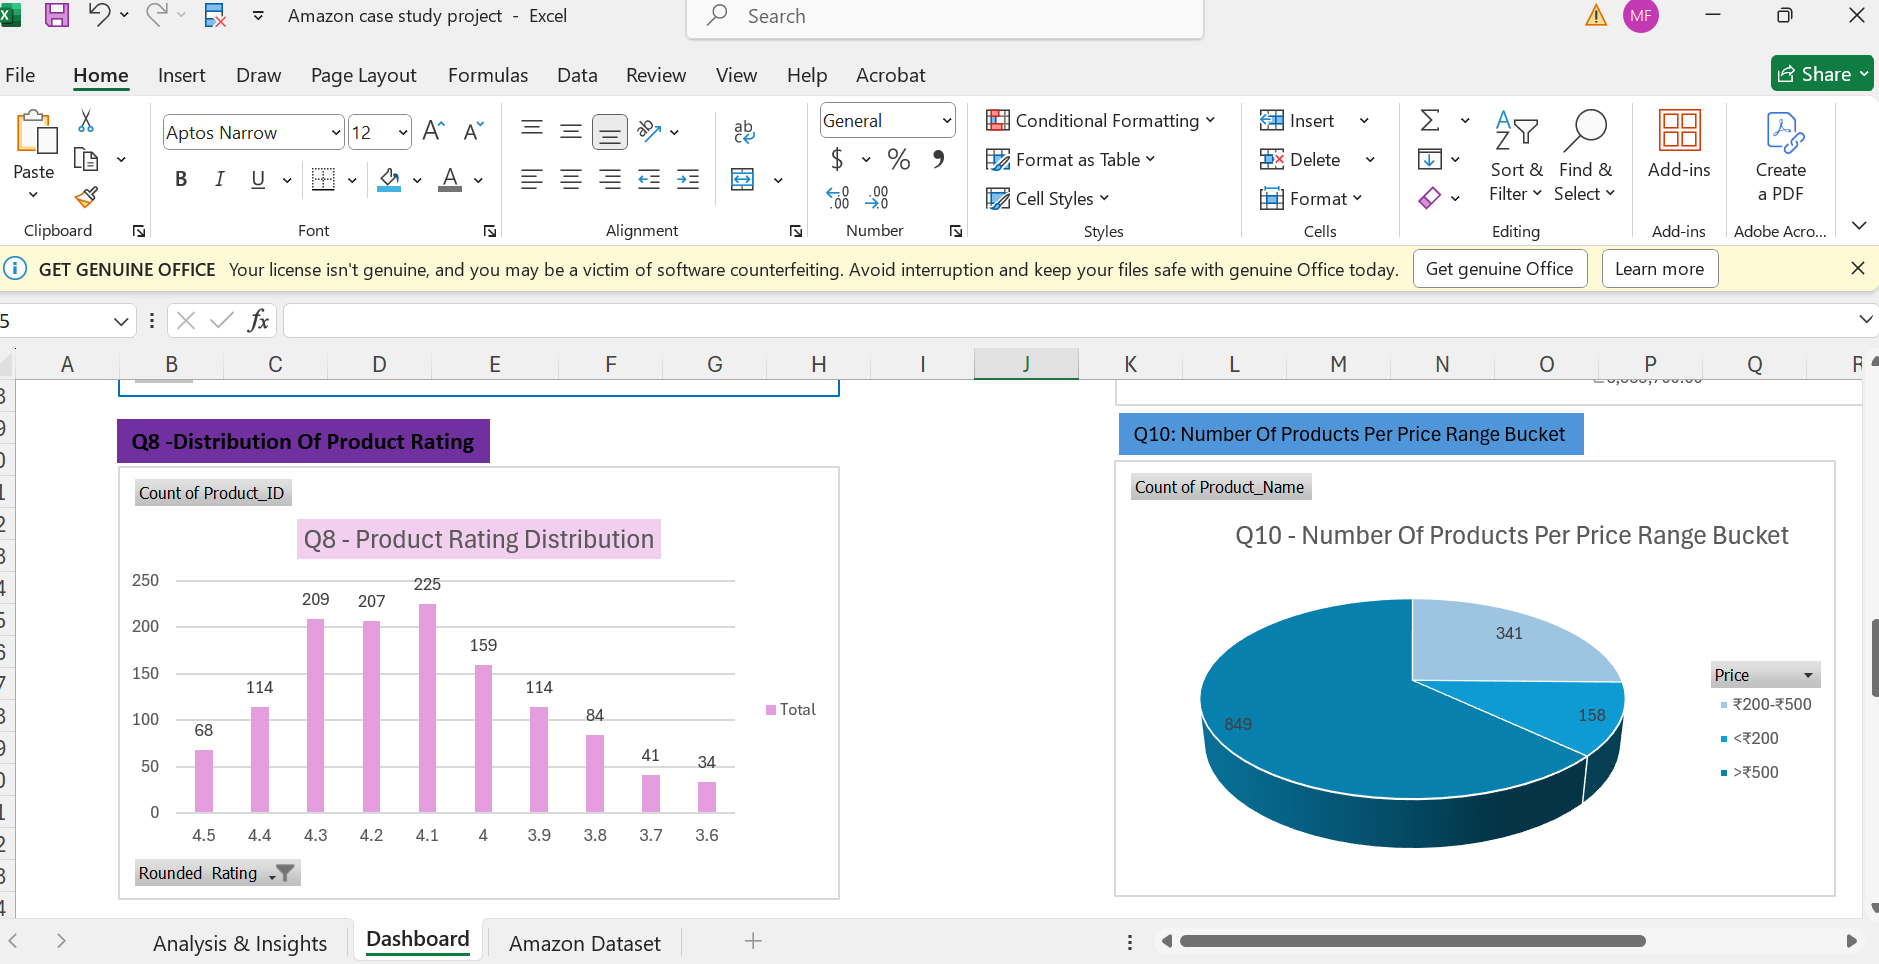 Amazon case study project - Excel
Search
MF
File Home Insert Draw Page Layout Formulas Data Review View Help Acrobat
Share
Paste
Clipboard
Aptos Narrow 12
B I U
Font
Alignment
General
$ % 9
Number
Conditional Formatting
Format as Table
Cell Styles
Styles
Insert
Delete
Format
Cells
Sort & Filter
Find & Select
Editing
Add-ins
Add-ins
Create a PDF
Adobe Acro...
GET GENUINE OFFICE Your license isn't genuine, and you may be a victim of software counterfeiting. Avoid interruption and keep your files safe with genuine Office today. Get genuine Office Learn more
5 fx
A B C D E F G H I J K L M N O P Q R
Q8 -Distribution Of Product Rating
Count of Product_ID
Q8 - Product Rating Distribution
250
200
150
100
50
0
68 114 209 207 225 159 114 84 41 34
4.5 4.4 4.3 4.2 4.1 4 3.9 3.8 3.7 3.6
Total
Rounded Rating
Q10: Number Of Products Per Price Range Bucket
Count of Product_Name
Q10 - Number Of Products Per Price Range Bucket
341
158
849
Price
₹200-₹500
<₹200
>₹500
Analysis & Insights Dashboard Amazon Dataset